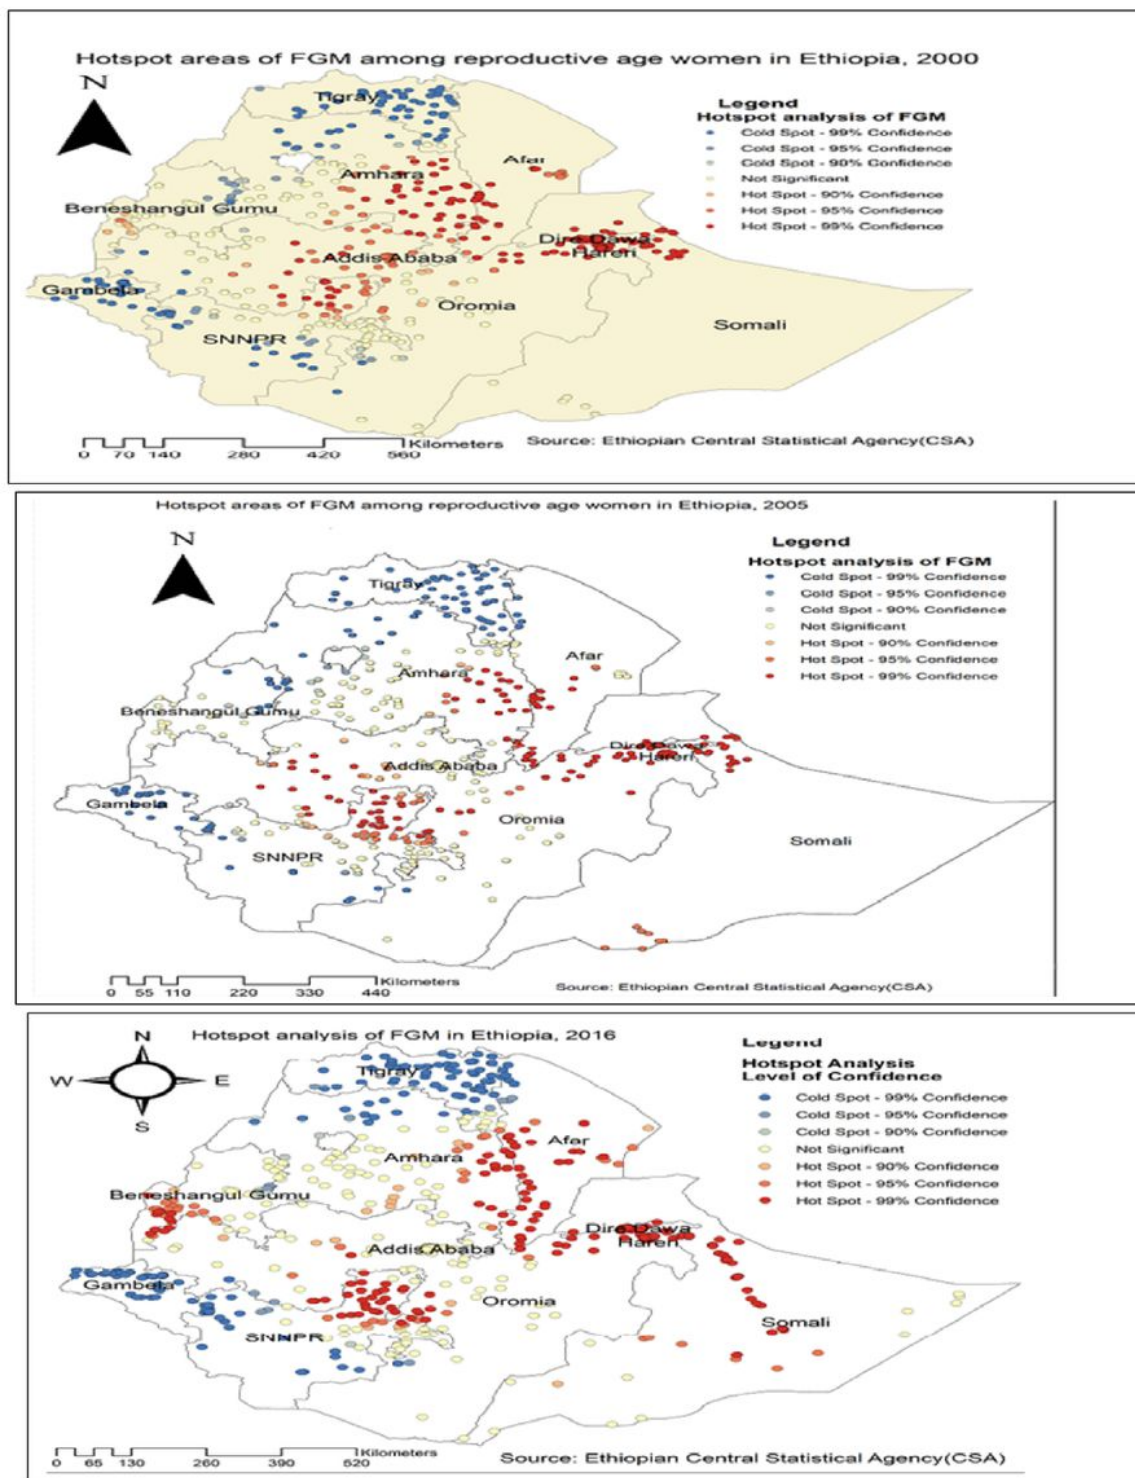 Hotspot areas of FGM among reproductive age women in Ethiopia, 2000
N
Legend
Hotspot analysis of FGM
Cold Spot - 99% Confidence
Cold Spot - 95% Confidence
Cold Spot - 90% Confidence
Not Significant
Hot Spot - 90% Confidence
Hot Spot - 95% Confidence
Hot Spot - 99% Confidence
Tigray
Afar
Amhara
Beneshangul Gumu
Dire Dawa
Hareri
Addis Ababa
Gambela
Oromia
Somali
SNNPR
Kilometers
0 70 140 280 420 560
Source: Ethiopian Central Statistical Agency(CSA)
Hotspot areas of FGM among reproductive age women in Ethiopia, 2005
N
Legend
Hotspot analysis of FGM
Cold Spot - 99% Confidence
Cold Spot - 95% Confidence
Cold Spot - 90% Confidence
Not Significant
Hot Spot - 90% Confidence
Hot Spot - 95% Confidence
Hot Spot - 99% Confidence
Tigray
Afar
Amhara
Beneshangul Gumu
Dire Dawa
Hareri
Addis Ababa
Gambela
Oromia
Somali
SNNPR
Kilometers
0 55 110 220 330 440
Source: Ethiopian Central Statistical Agency(CSA)
Hotspot analysis of FGM in Ethiopia, 2016
N
W E
S
Legend
Hotspot Analysis
Level of Confidence
Cold Spot - 99% Confidence
Cold Spot - 95% Confidence
Cold Spot - 90% Confidence
Not Significant
Hot Spot - 90% Confidence
Hot Spot - 95% Confidence
Hot Spot - 99% Confidence
Tigray
Afar
Amhara
Beneshangul Gumu
Dire Dawa
Hareri
Addis Ababa
Gambela
Oromia
Somali
SNNPR
Kilometers
0 65 130 260 390 520
Source: Ethiopian Central Statistical Agency(CSA)